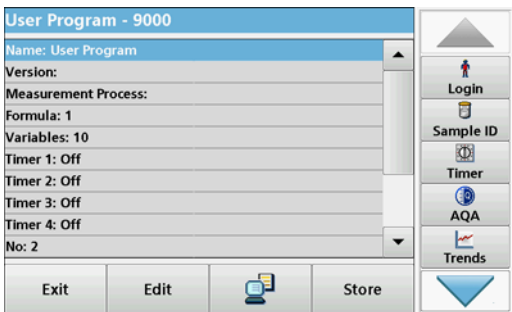 User Program - 9000
Name: User Program
Version:
Measurement Process:
Formula: 1
Variables: 10
Timer 1: Off
Timer 2: Off
Timer 3: Off
Timer 4: Off
No: 2
Exit
Edit
Store
Login
Sample ID
Timer
AQA
Trends